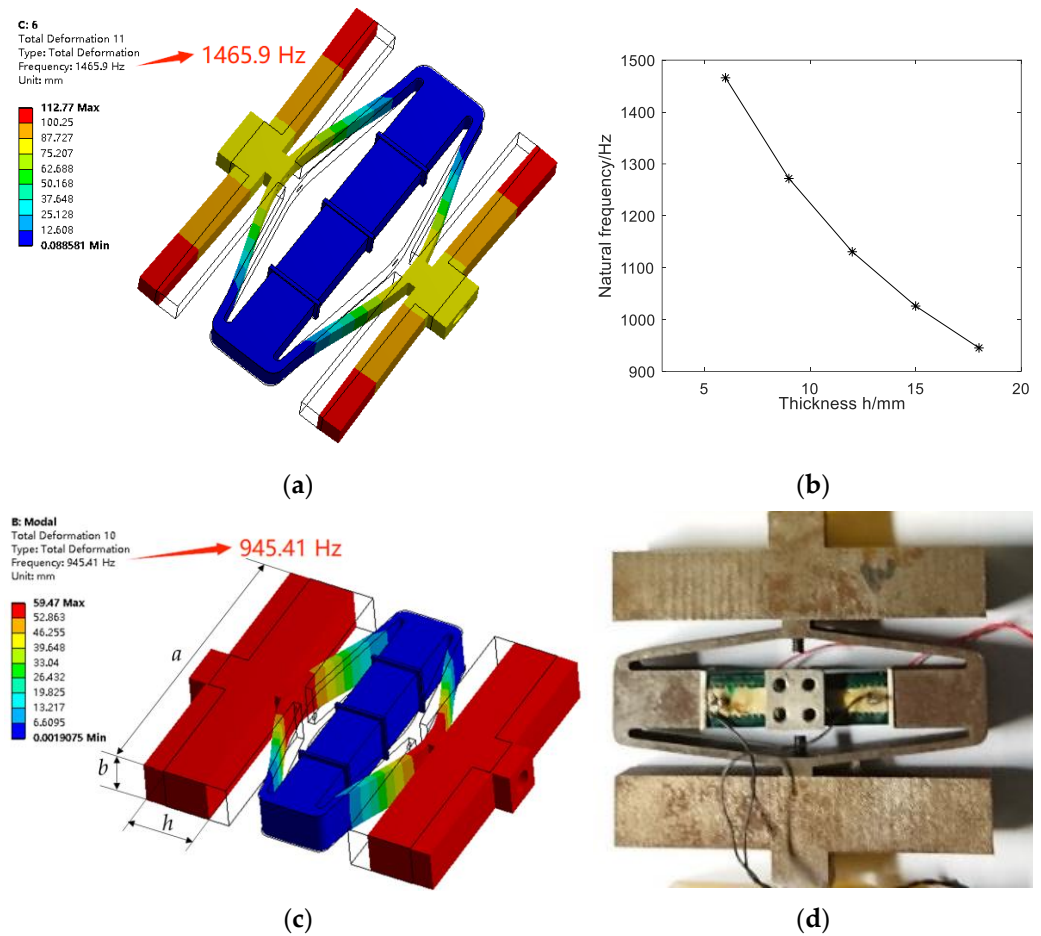 C: 6
Total Deformation 11
Type: Total Deformation
Frequency: 1465.9 Hz
Unit: mm
1465.9 Hz
112.77 Max
100.25
87.727
75.207
62.688
50.168
37.648
25.128
12.608
0.088581 Min
(a)
1500
1400
1300
1200
1100
1000
900
5
10
15
20
Natural frequency/Hz
Thickness h/mm
(b)
B: Modal
Total Deformation 10
Type: Total Deformation
Frequency: 945.41 Hz
Unit: mm
945.41 Hz
59.47 Max
52.863
46.255
39.648
33.04
26.432
19.825
13.217
6.6095
0.0019075 Min
a
b
h
(c)
(d)